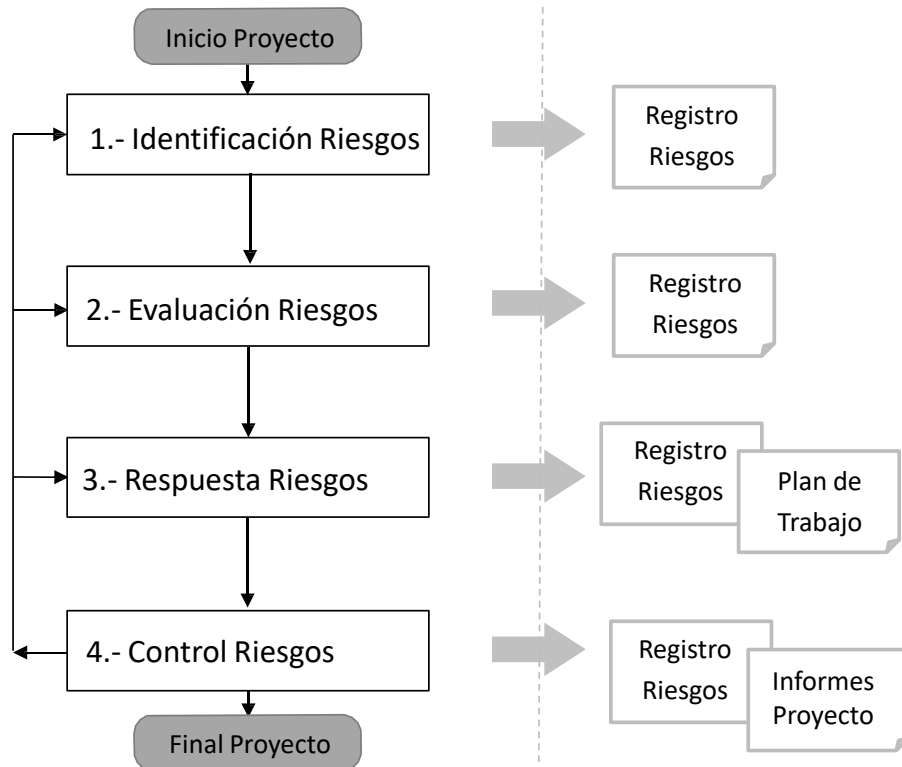 Inicio Proyecto
1.- Identificación Riesgos
Registro
Riesgos
2.- Evaluación Riesgos
Registro
Riesgos
3.- Respuesta Riesgos
Registro
Riesgos
Plan de
Trabajo
4.- Control Riesgos
Registro
Riesgos
Informes
Proyecto
Final Proyecto